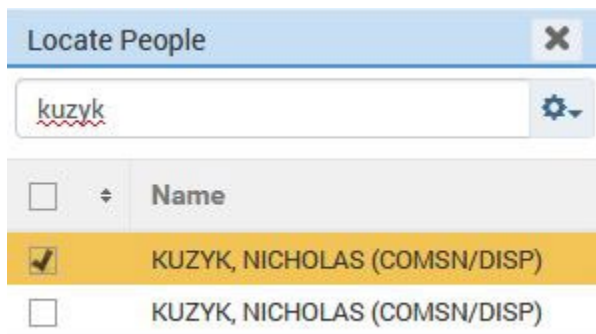 Locate People
kuzyk
Name
KUZYK, NICHOLAS (COMSN/DISP)
KUZYK, NICHOLAS (COMSN/DISP)